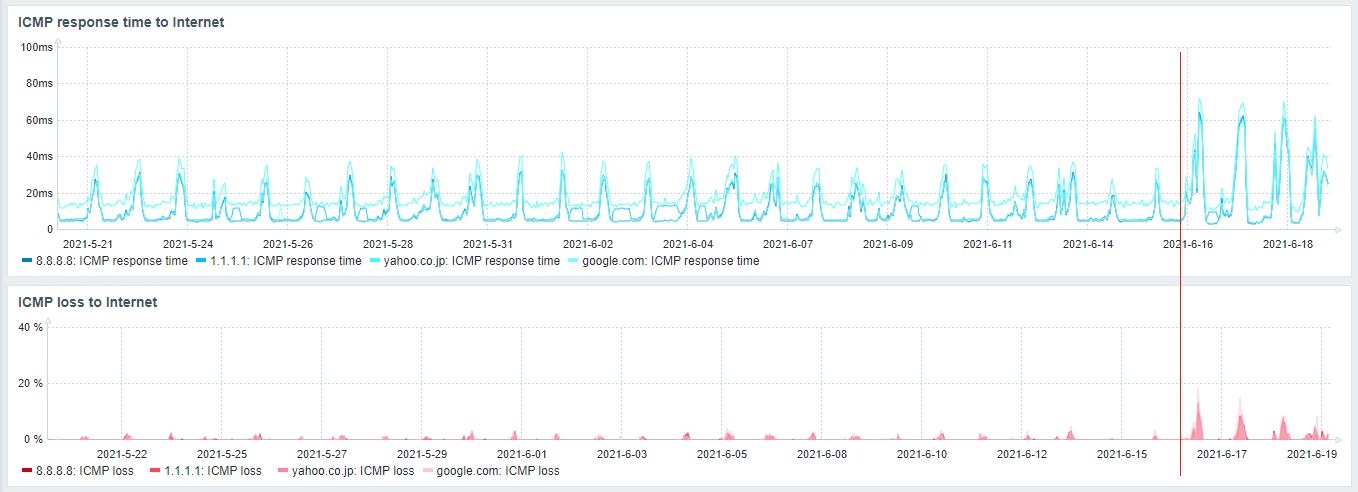 ICMP response time to Internet
100ms
80ms
60ms
40ms
20ms
0
2021-5-21 2021-5-24 2021-5-26 2021-5-28 2021-5-31 2021-6-02 2021-6-04 2021-6-07 2021-6-09 2021-6-11 2021-6-14 2021-6-16 2021-6-18
8.8.8.8: ICMP response time 1.1.1.1: ICMP response time yahoo.co.jp: ICMP response time google.com: ICMP response time
ICMP loss to Internet
40 %
20 %
0 %
2021-5-22 2021-5-25 2021-5-27 2021-5-29 2021-6-01 2021-6-03 2021-6-05 2021-6-08 2021-6-10 2021-6-12 2021-6-15 2021-6-17 2021-6-19
8.8.8.8: ICMP loss 1.1.1.1: ICMP loss yahoo.co.jp: ICMP loss google.com: ICMP loss